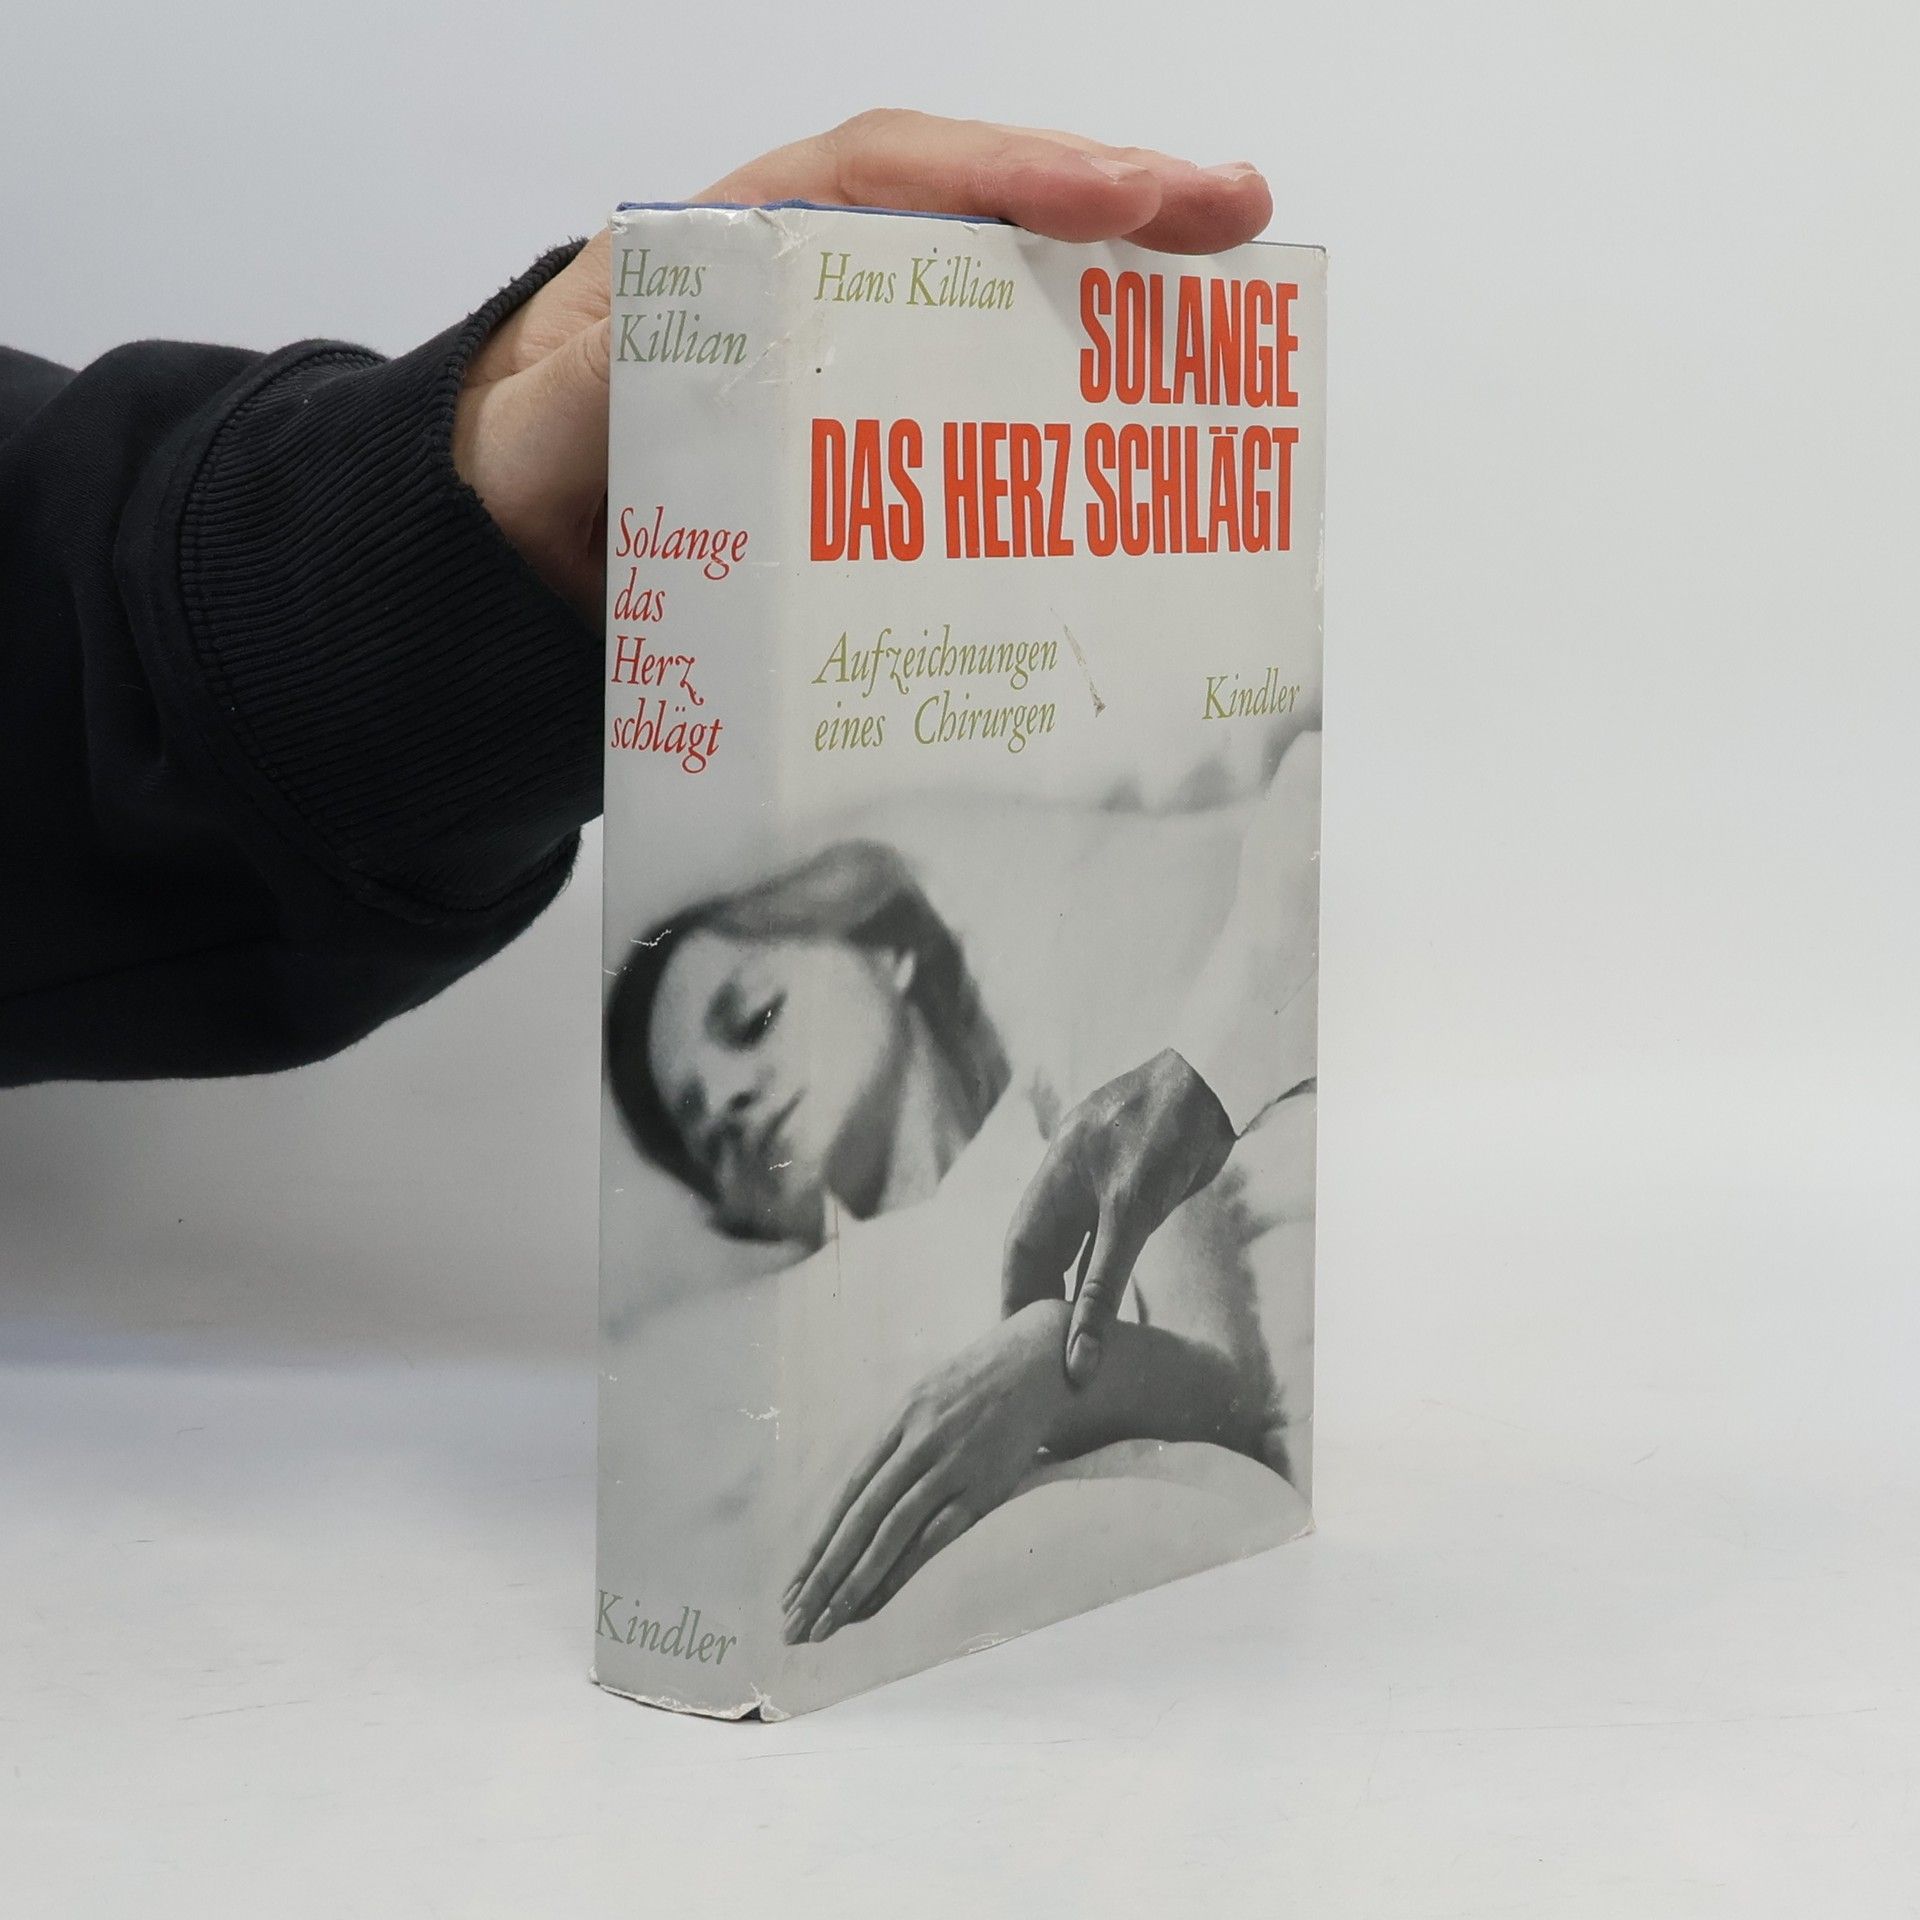 Hans
Killian
Solange
das
Herz
schlägt
Kindler
Hans Killian
SOLANGE
DAS HERZ SCHLÄGT
Aufzeichnungen
eines Chirurgen
Kindler